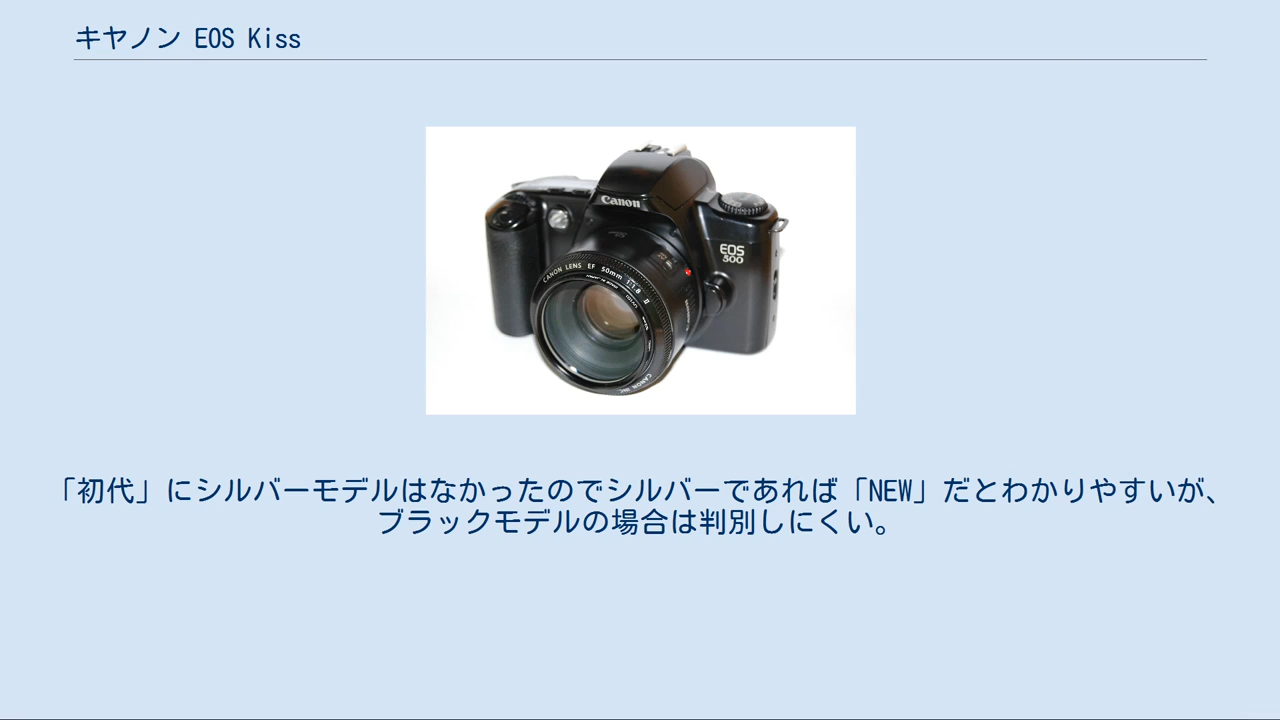 キヤノン EOS Kiss
Canon
EOS
500
CANON LENS EF 50mm 1:1.8 II
「初代」にシルバーモデルはなかったのでシルバーであれば「NEW」だとわかりやすいが、
ブラックモデルの場合は判別しにくい。